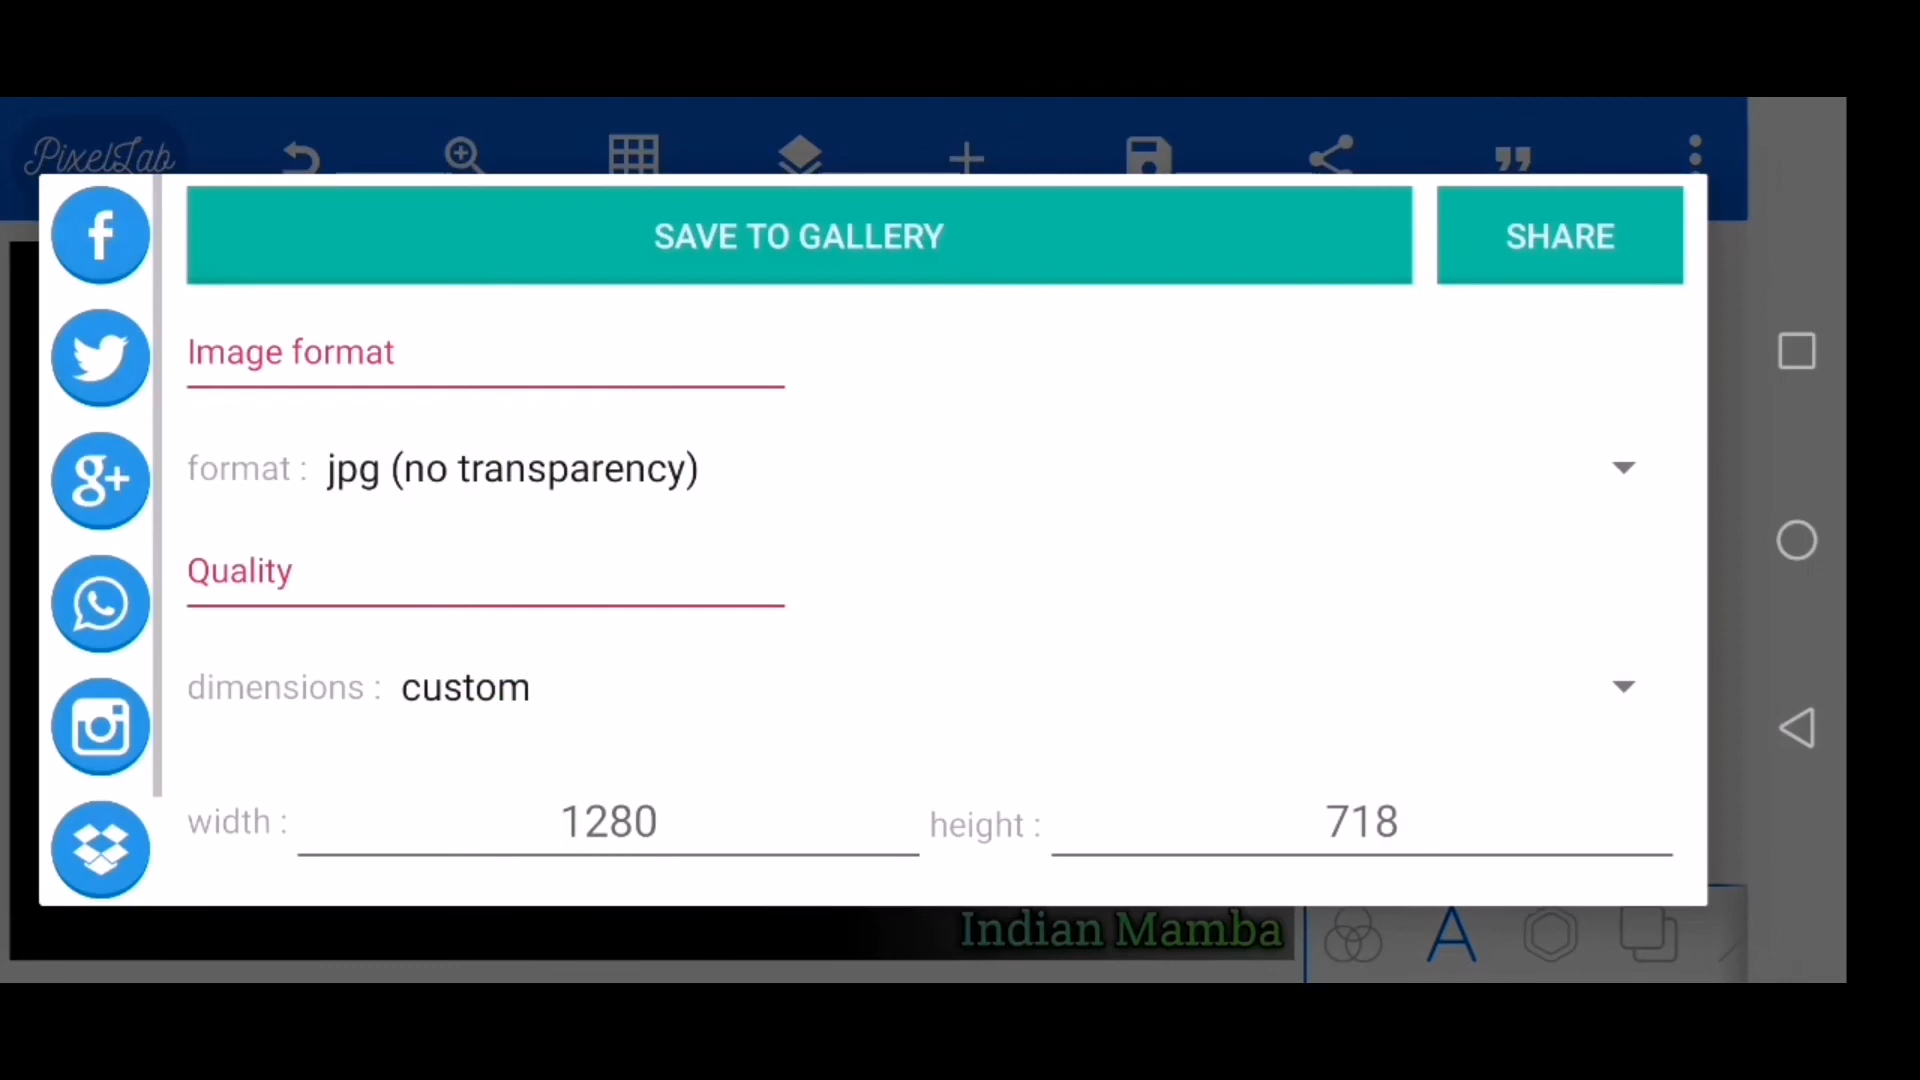 PixelLab
SAVE TO GALLERY
SHARE
Image format
format : jpg (no transparency)
Quality
dimensions : custom
width : 1280 height : 718
Indian Mamba